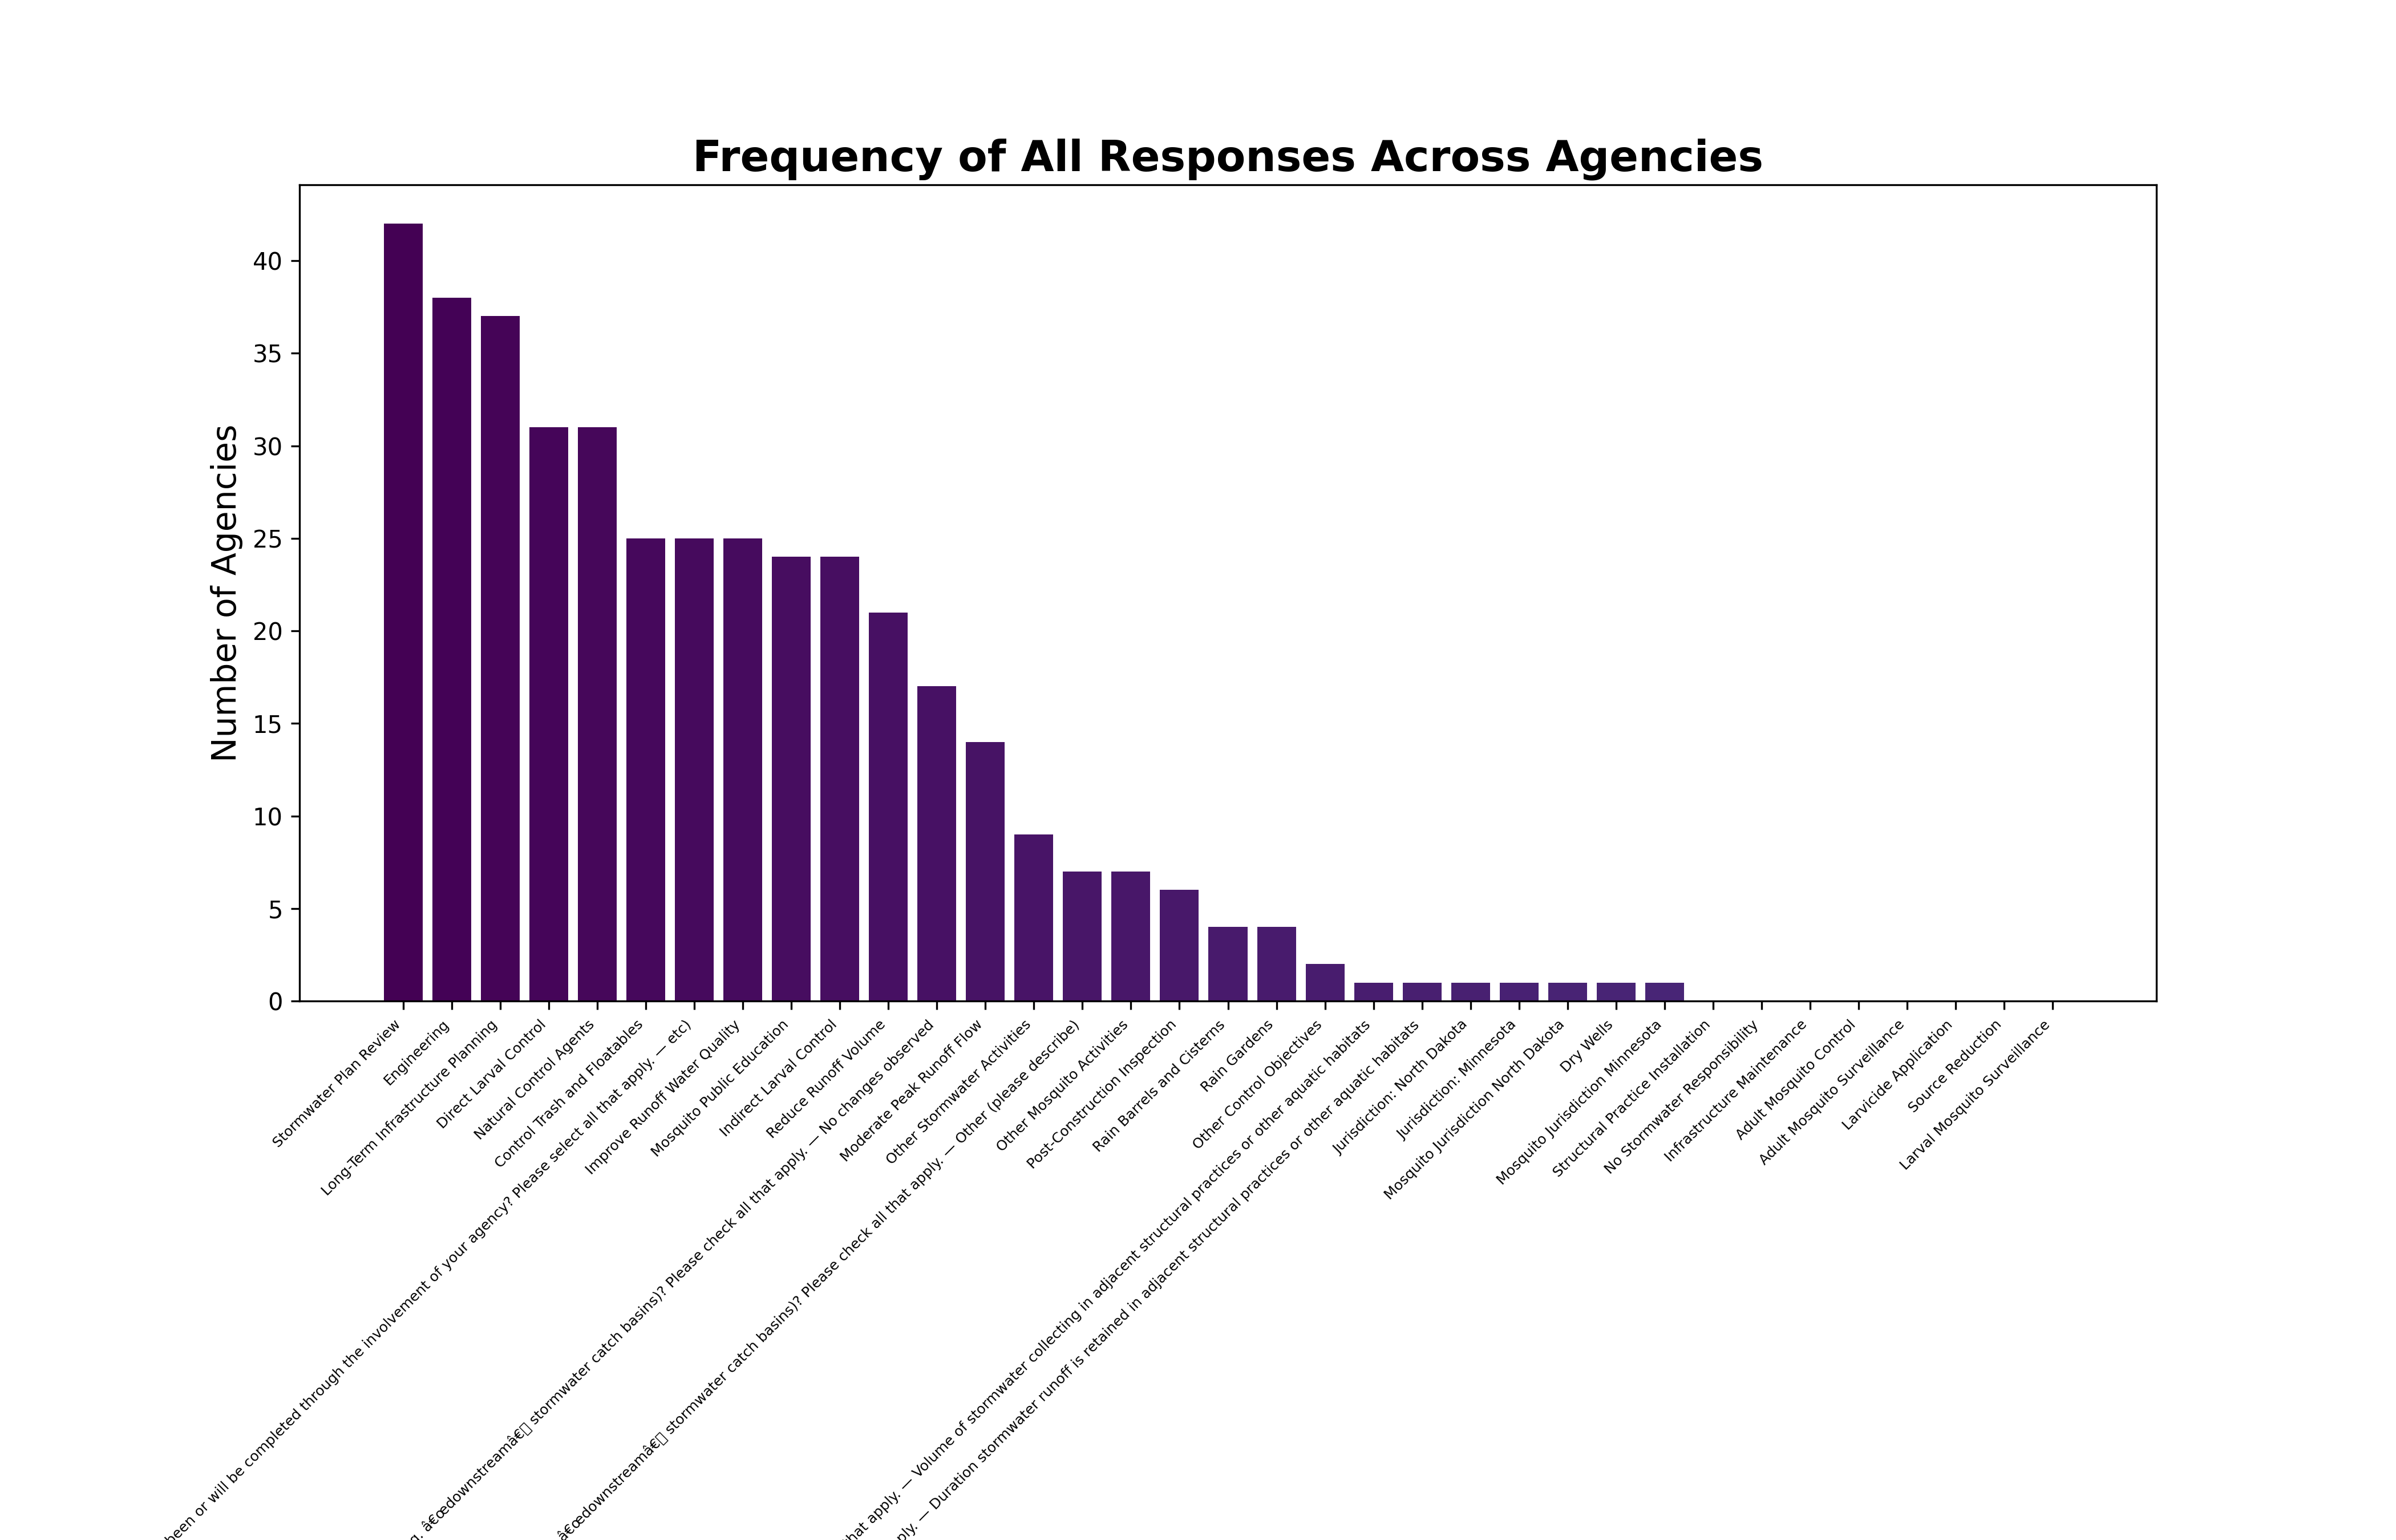 Frequency of All Responses Across Agencies
Number of Agencies
40
35
30
25
20
15
10
5
0
Stormwater Plan Review
Engineering
Long-Term Infrastructure Planning
Direct Larval Control
Natural Control Agents
Control Trash and Floatables
been or will be completed through the involvement of your agency? Please select all that apply. — etc)
Improve Runoff Water Quality
Mosquito Public Education
Indirect Larval Control
Reduce Runoff Volume
“downstream†stormwater catch basins)? Please check all that apply. — No changes observed
Moderate Peak Runoff Flow
Other Stormwater Activities
“downstream†stormwater catch basins)? Please check all that apply. — Other (please describe)
Other Mosquito Activities
Post-Construction Inspection
Rain Barrels and Cisterns
Rain Gardens
Other Control Objectives
that apply. — Volume of stormwater collecting in adjacent structural practices or other aquatic habitats
— Duration stormwater runoff is retained in adjacent structural practices or other aquatic habitats
Jurisdiction: North Dakota
Jurisdiction: Minnesota
Mosquito Jurisdiction North Dakota
Dry Wells
Mosquito Jurisdiction Minnesota
Structural Practice Installation
No Stormwater Responsibility
Infrastructure Maintenance
Adult Mosquito Control
Adult Mosquito Surveillance
Larvicide Application
Source Reduction
Larval Mosquito Surveillance